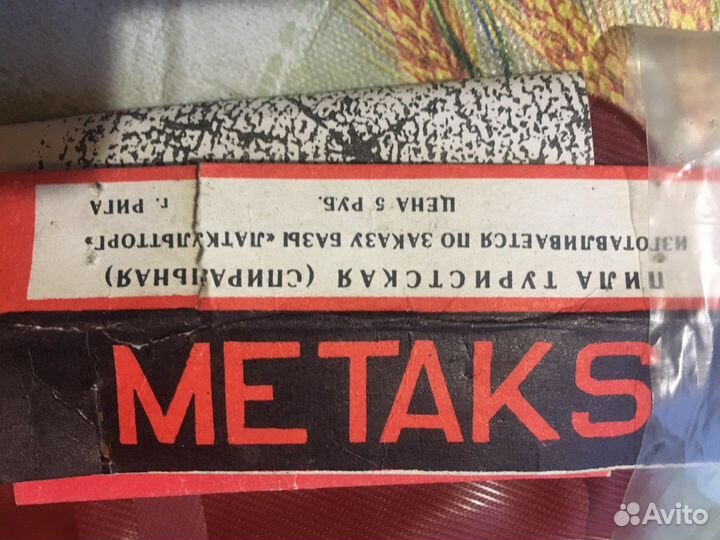 ПИЛА ТУРИСТСКАЯ (СПИРАЛЬНАЯ)
ИЗГОТАВЛИВАЕТСЯ ПО ЗАКАЗУ БАЗЫ «ЛАТКУЛЬТТОРГ»
ЦЕНА 5 РУБ. г. РИГА
METAKS
Avito